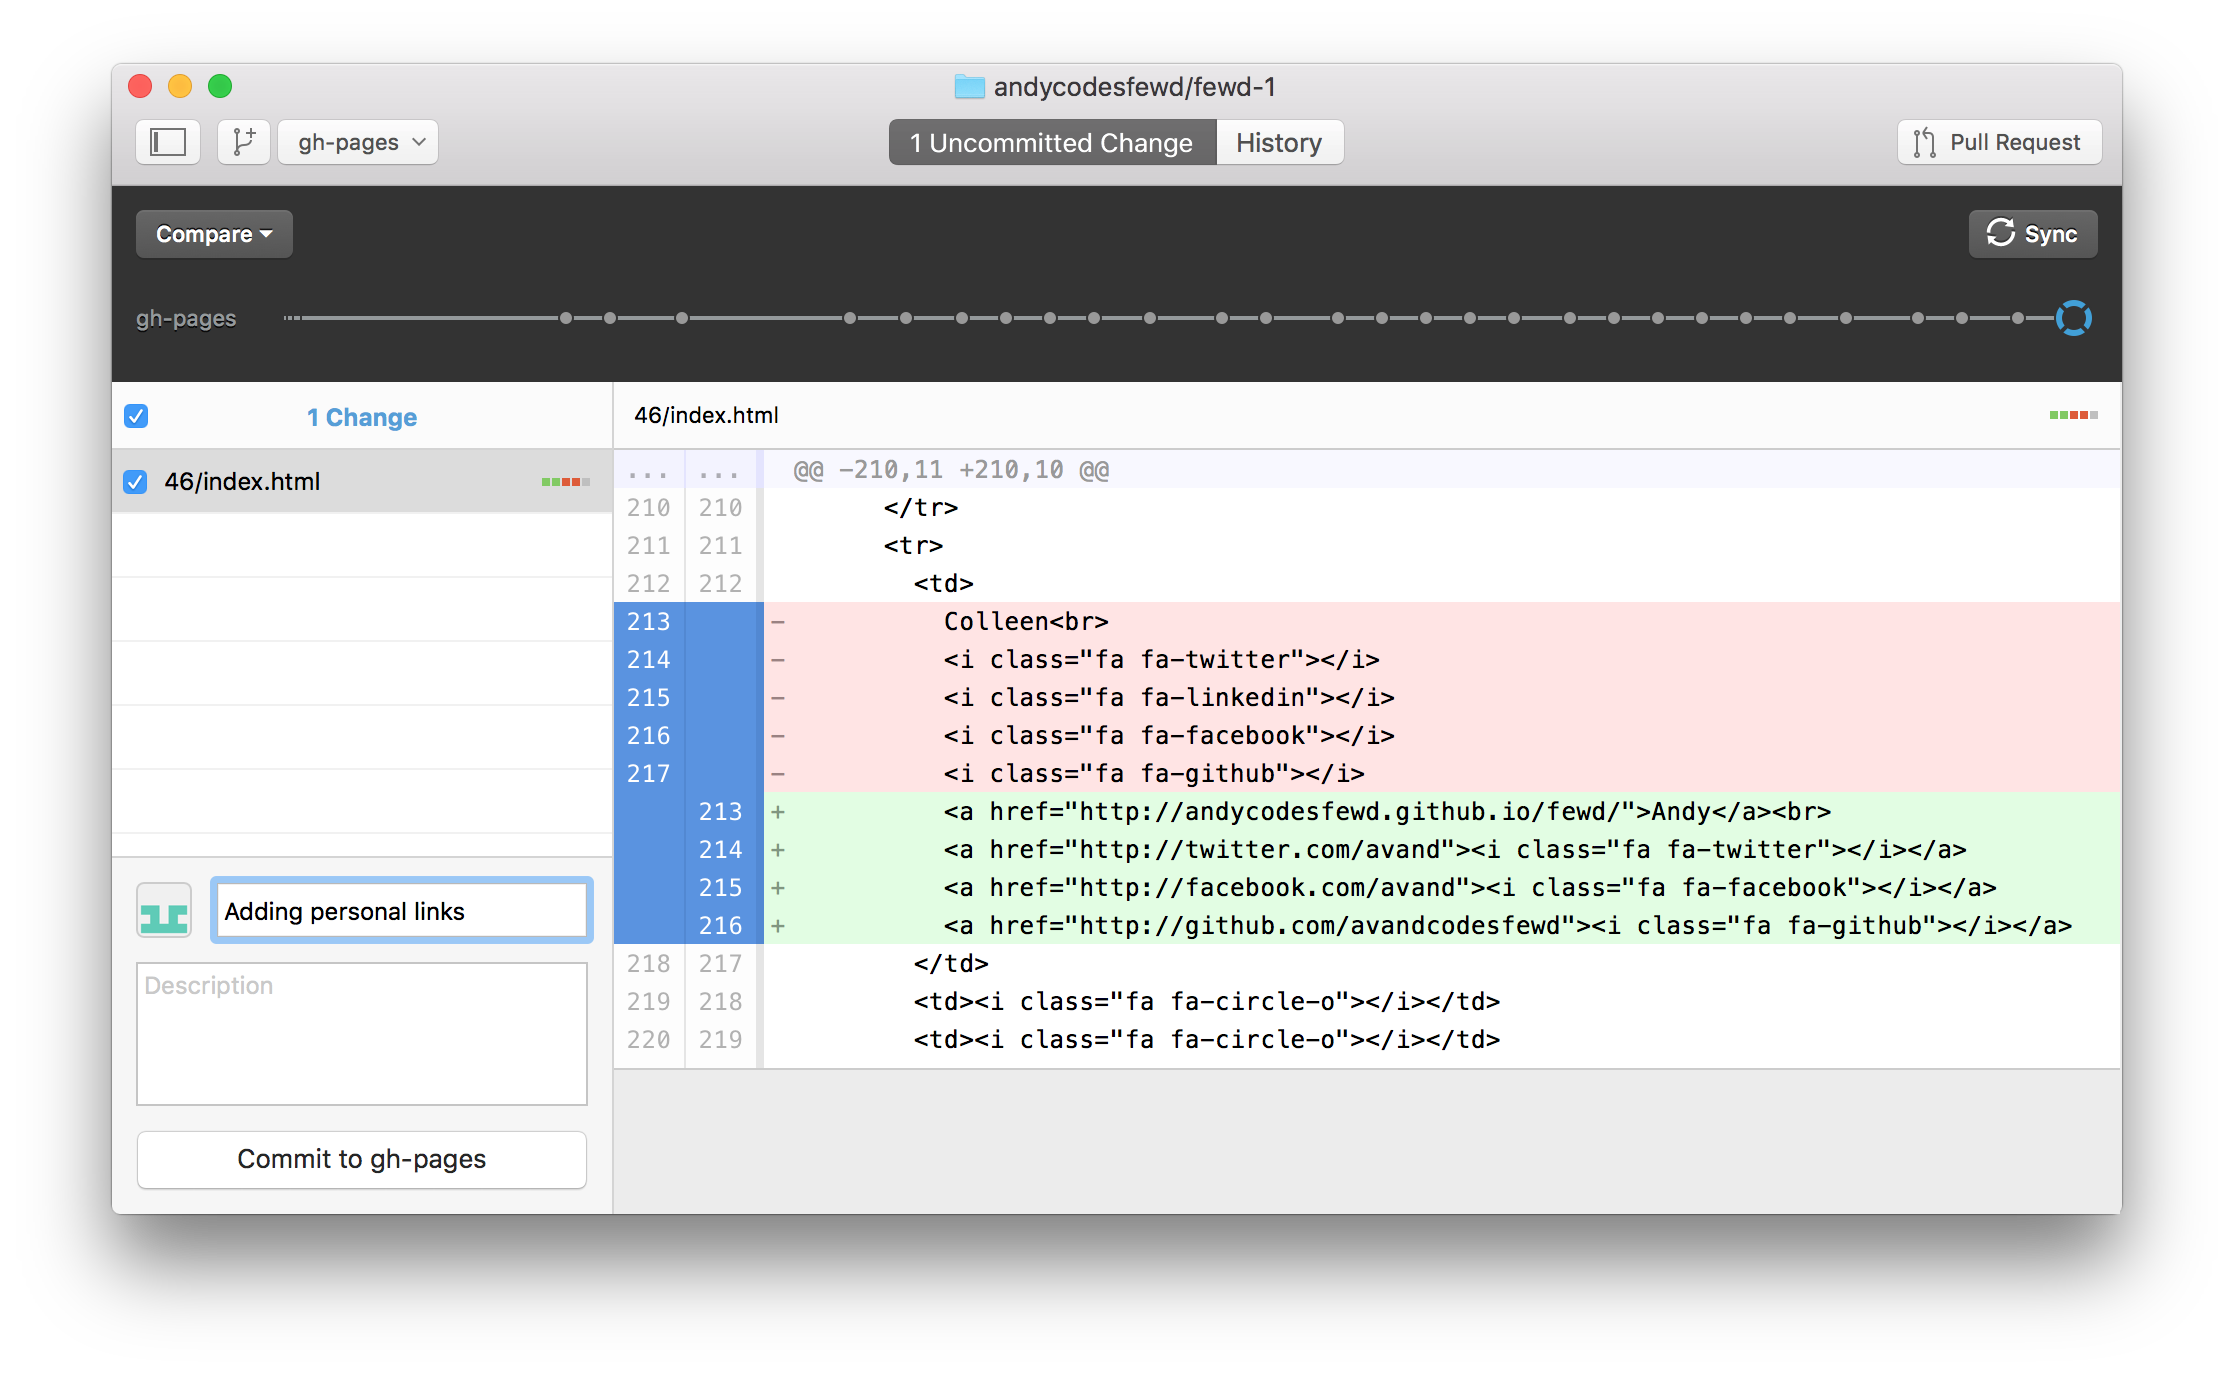 andycodesfewd/fewd-1
gh-pages
1 Uncommitted Change
History
Pull Request
Compare
Sync
gh-pages
1 Change
46/index.html
46/index.html
... ... @@ -210,11 +210,10 @@
210 210 </tr>
211 211 <tr>
212 212 <td>
213 - Colleen<br>
214 - <i class="fa fa-twitter"></i>
215 - <i class="fa fa-linkedin"></i>
216 - <i class="fa fa-facebook"></i>
217 - <i class="fa fa-github"></i>
213 + <a href="http://andycodesfewd.github.io/fewd/">Andy</a><br>
214 + <a href="http://twitter.com/avand"><i class="fa fa-twitter"></i></a>
215 + <a href="http://facebook.com/avand"><i class="fa fa-facebook"></i></a>
216 + <a href="http://github.com/avandcodesfewd"><i class="fa fa-github"></i></a>
218 217 </td>
219 218 <td><i class="fa fa-circle-o"></i></td>
220 219 <td><i class="fa fa-circle-o"></i></td>
Adding personal links
Description
Commit to gh-pages